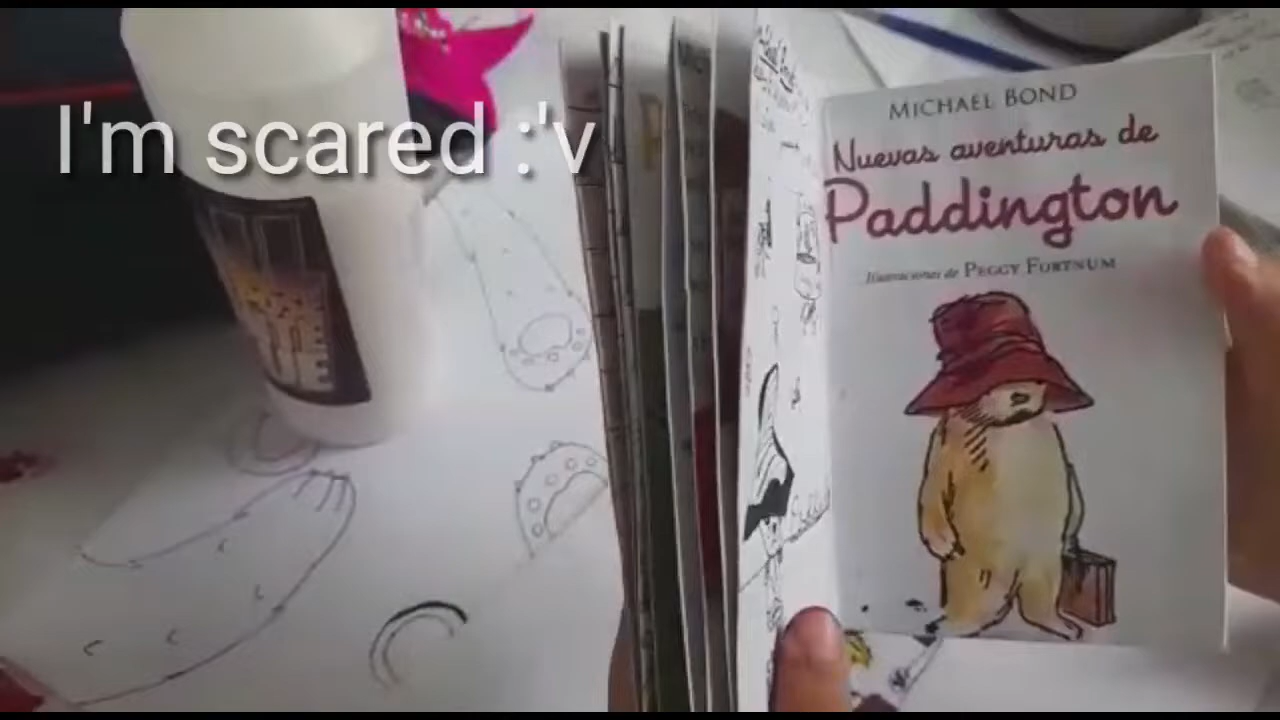 I'm scared :'v
MICHAEL BOND
Nuevas aventuras de
Paddington
Ilustraciones de PEGGY FORTNUM